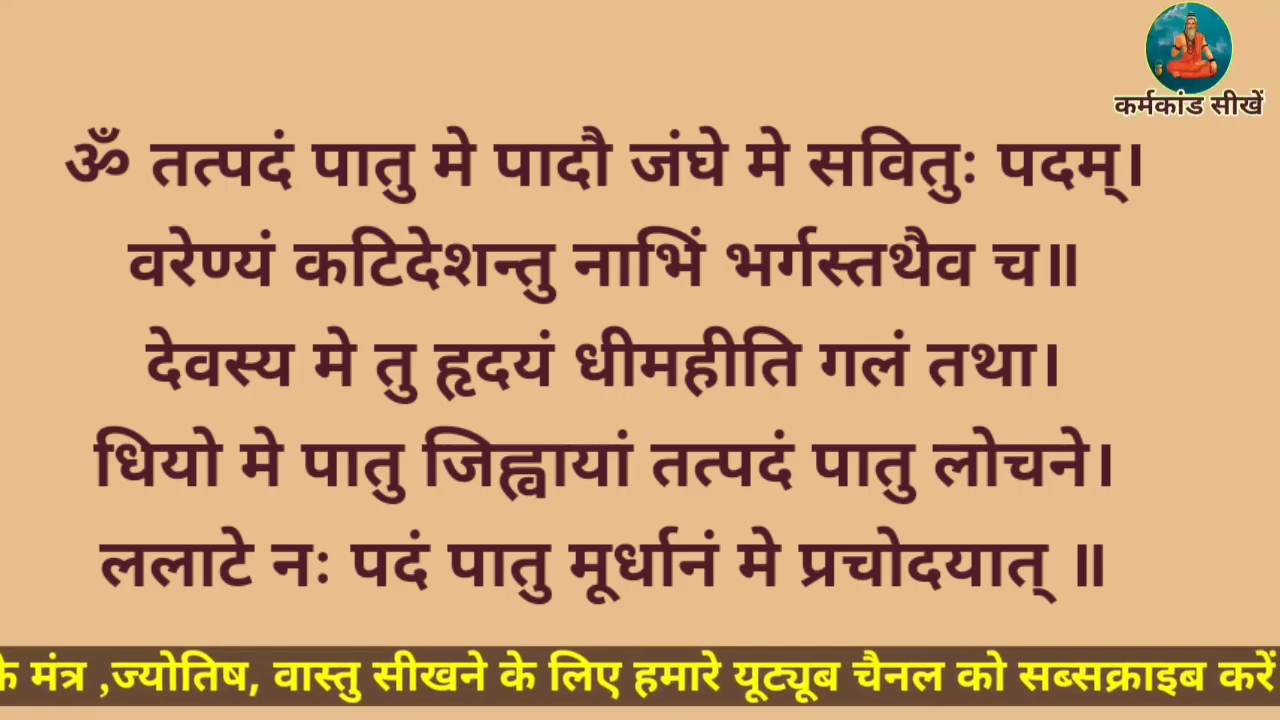 कर्मकांड सीखें
ॐ तत्पदं पातु मे पादौ जंघे मे सवितुः पदम्।
वरेण्यं कटिदेशन्तु नाभिं भर्गस्तथैव च॥
देवस्य मे तु हृदयं धीमहीति गलं तथा।
धियो मे पातु जिह्वायां तत्पदं पातु लोचने।
ललाटे नः पदं पातु मूर्धानं मे प्रचोदयात् ॥
के मंत्र ,ज्योतिष, वास्तु सीखने के लिए हमारे यूट्यूब चैनल को सब्सक्राइब करें